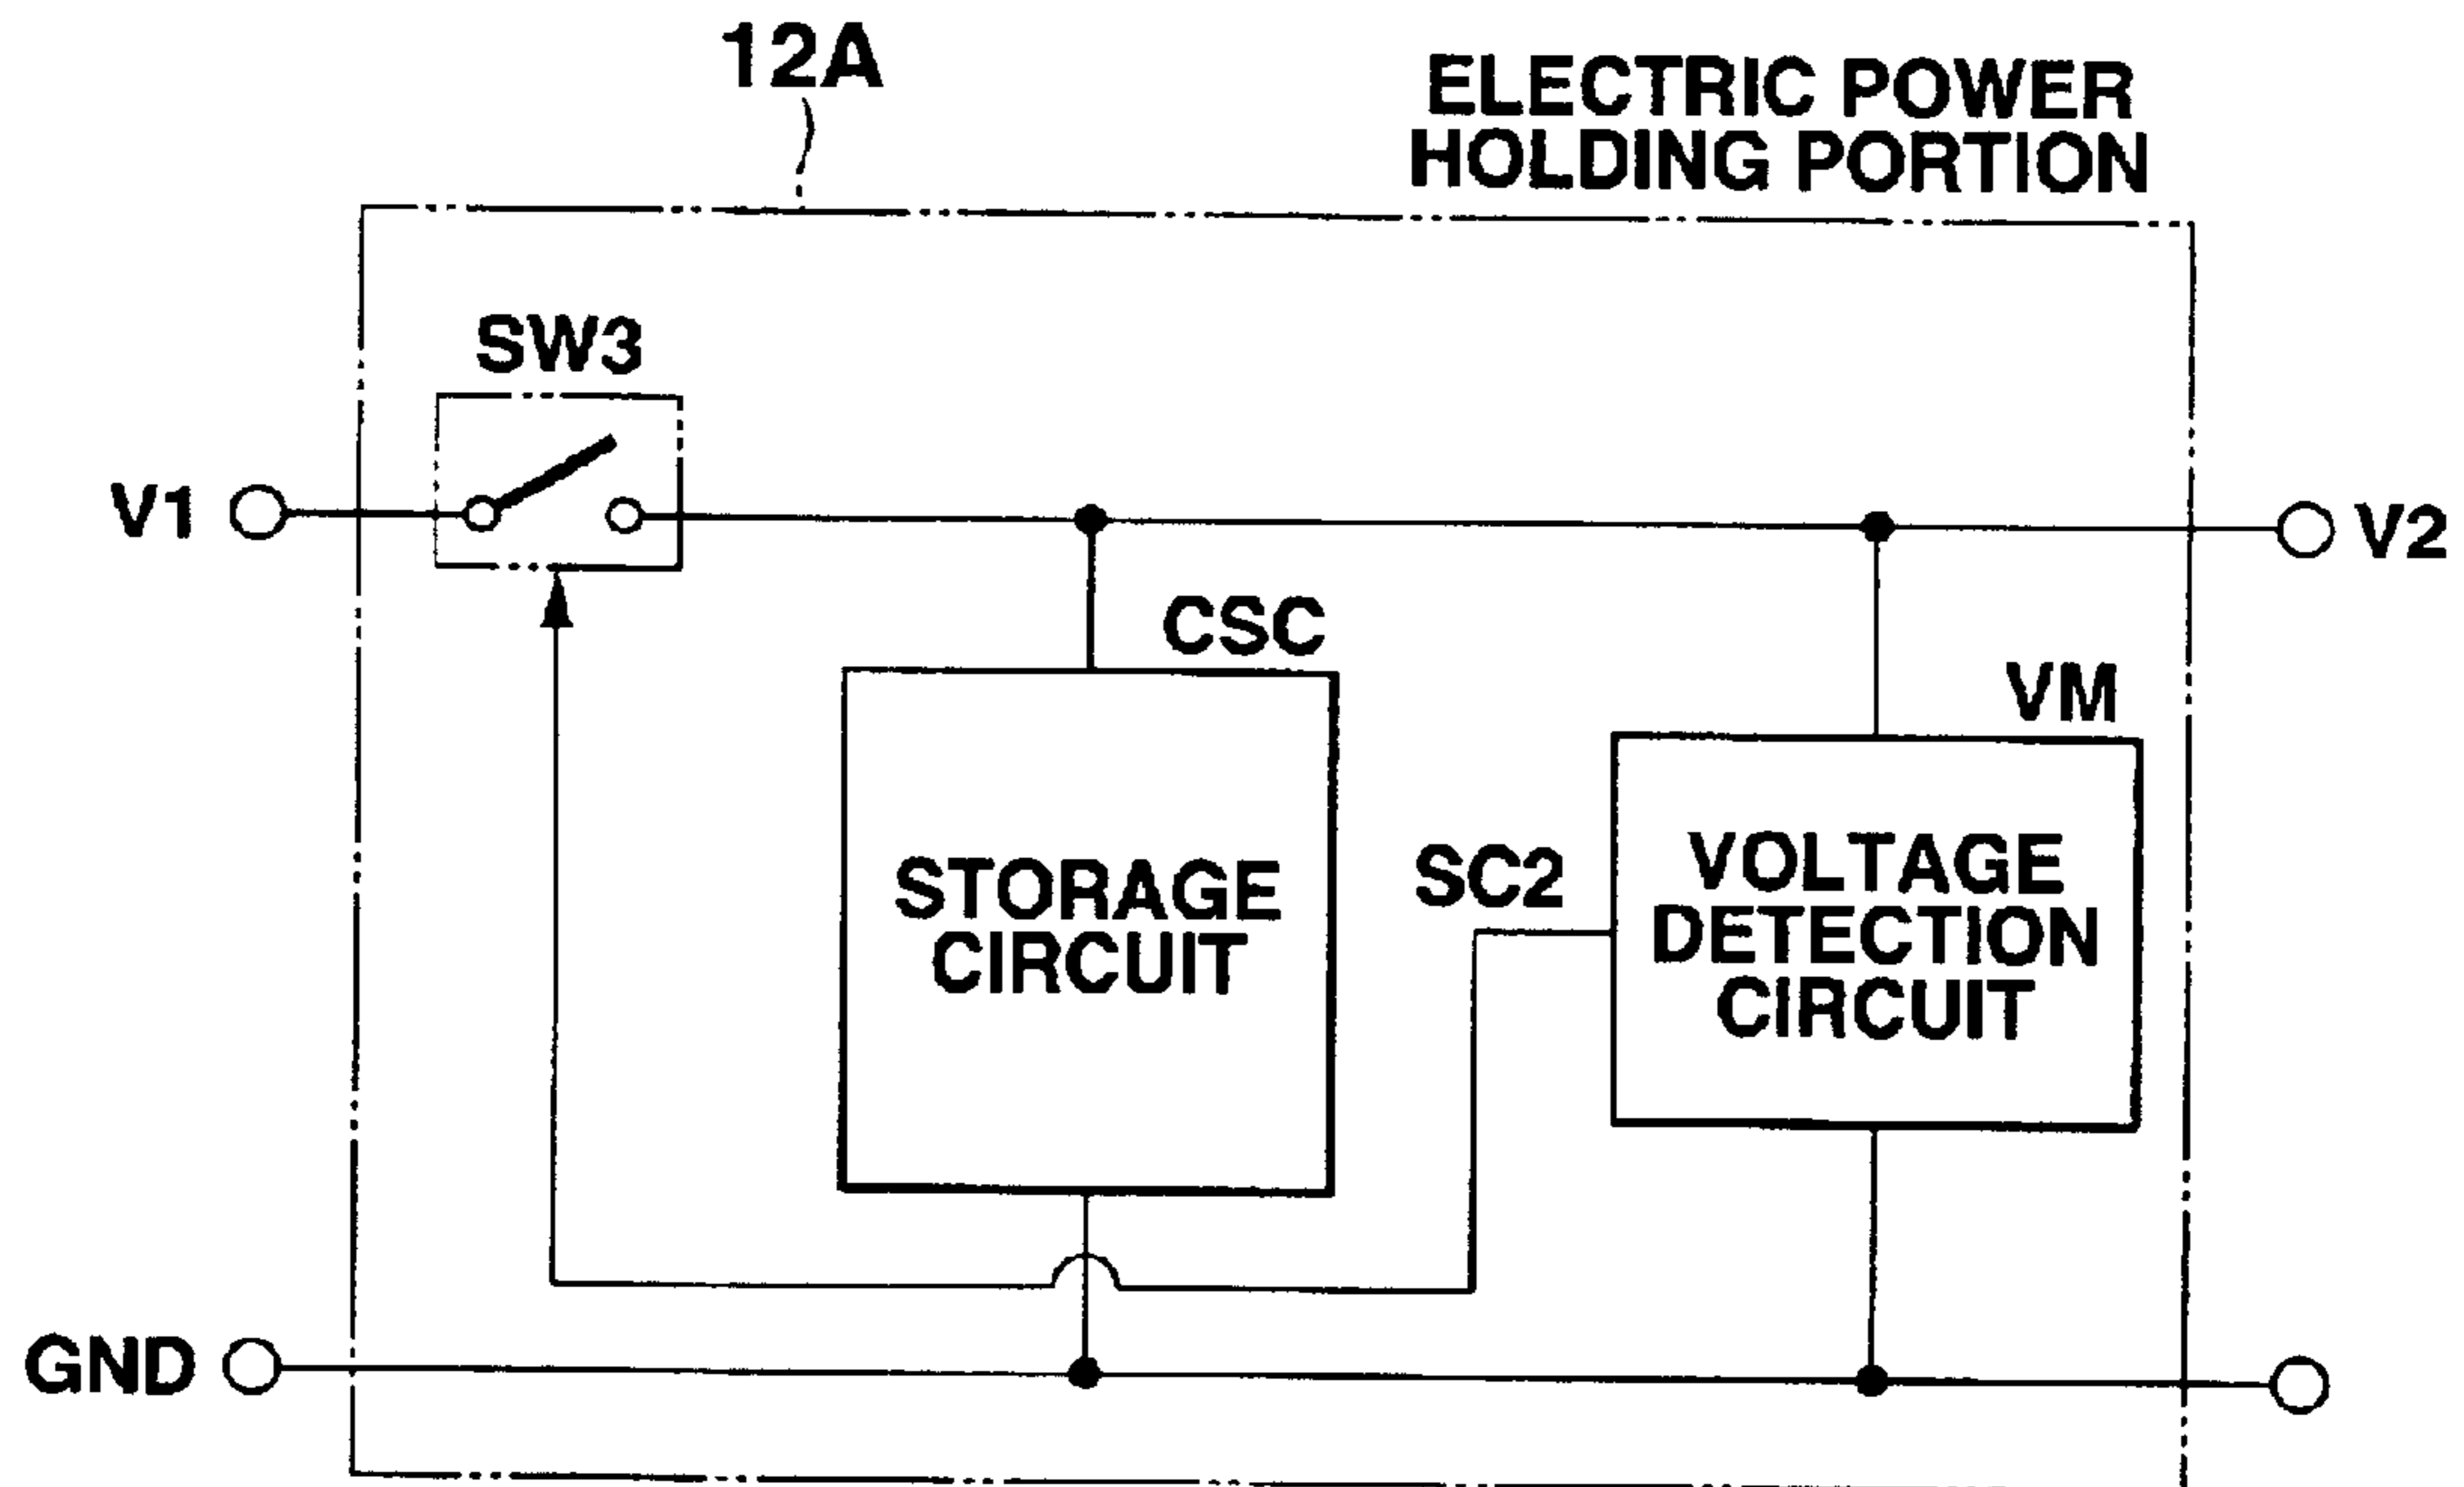 12A
ELECTRIC POWER
HOLDING PORTION
SW3
V1
V2
CSC
VM
STORAGE
CIRCUIT
SC2
VOLTAGE
DETECTION
CIRCUIT
GND